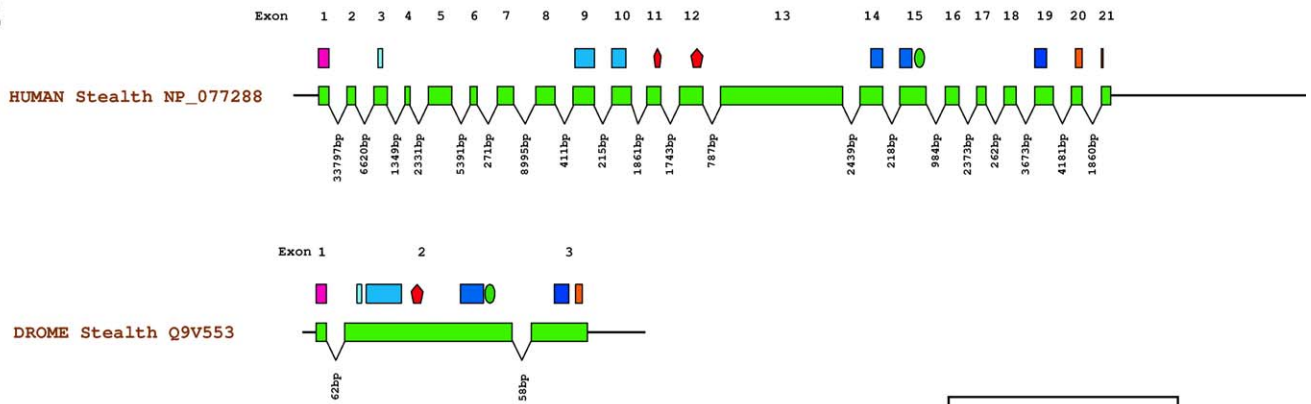 Exon 1 2 3 4 5 6 7 8 9 10 11 12 13 14 15 16 17 18 19 20 21
HUMAN Stealth NP_077288
33797bp 6620bp 1349bp 2331bp 5391bp 271bp 8995bp 411bp 215bp 1861bp 1743bp 787bp 2439bp 218bp 984bp 2373bp 262bp 3673bp 4181bp 1860bp
Exon 1 2 3
DROME Stealth Q9V553
62bp 58bp